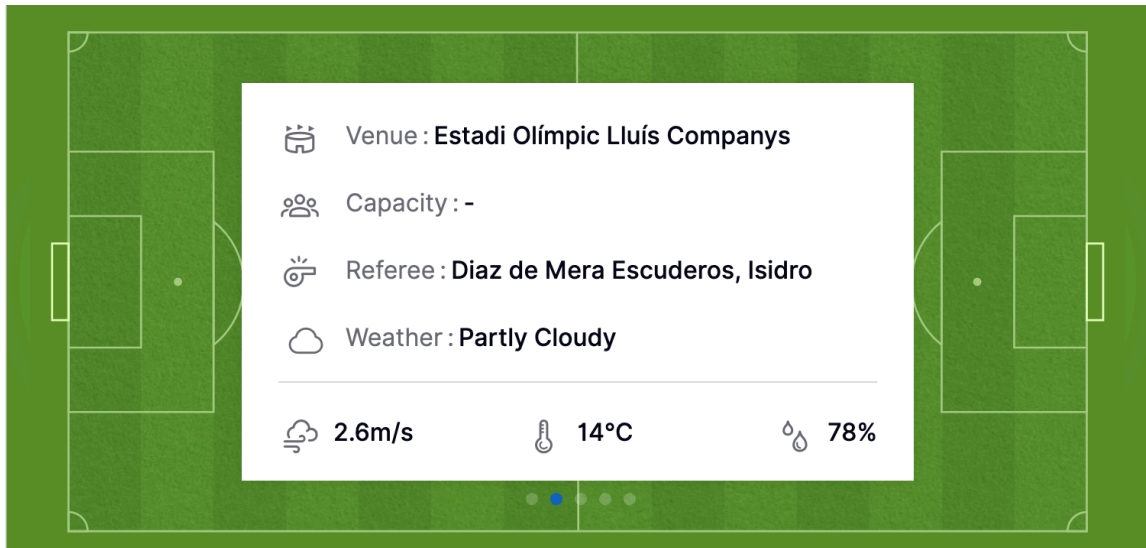 Venue : Estadi Olímpic Lluís Companys
Capacity : -
Referee : Diaz de Mera Escuderos, Isidro
Weather : Partly Cloudy
2.6m/s 14°C 78%